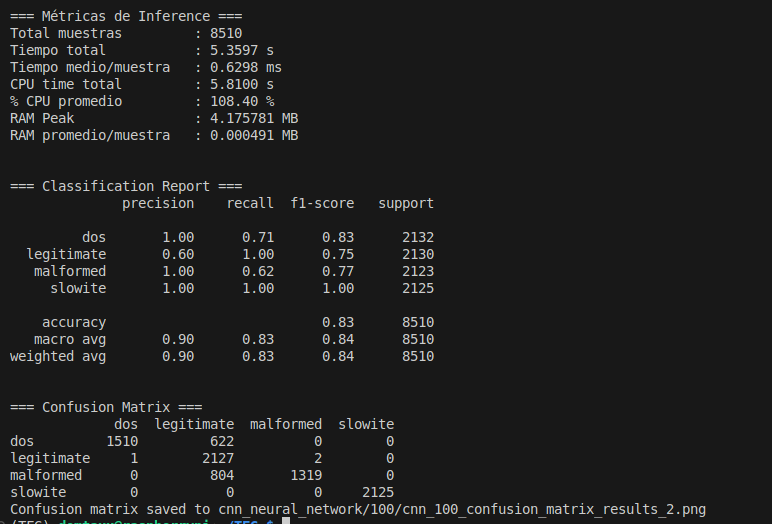 === Métricas de Inference ===
Total muestras         : 8510
Tiempo total           : 5.3597 s
Tiempo medio/muestra   : 0.6298 ms
CPU time total         : 5.8100 s
% CPU promedio         : 108.40 %
RAM Peak               : 4.175781 MB
RAM promedio/muestra   : 0.000491 MB
=== Classification Report ===
              precision    recall  f1-score   support
         dos       1.00      0.71      0.83      2132
  legitimate       0.60      1.00      0.75      2130
   malformed       1.00      0.62      0.77      2123
    slowite       1.00      1.00      1.00      2125
    accuracy                           0.83      8510
   macro avg       0.90      0.83      0.84      8510
weighted avg       0.90      0.83      0.84      8510
=== Confusion Matrix ===
             dos  legitimate  malformed  slowite
dos         1510         622          0        0
legitimate     1        2127          2        0
malformed      0         804       1319        0
slowite        0           0          0     2125
Confusion matrix saved to cnn_neural_network/100/cnn_100_confusion_matrix_results_2.png